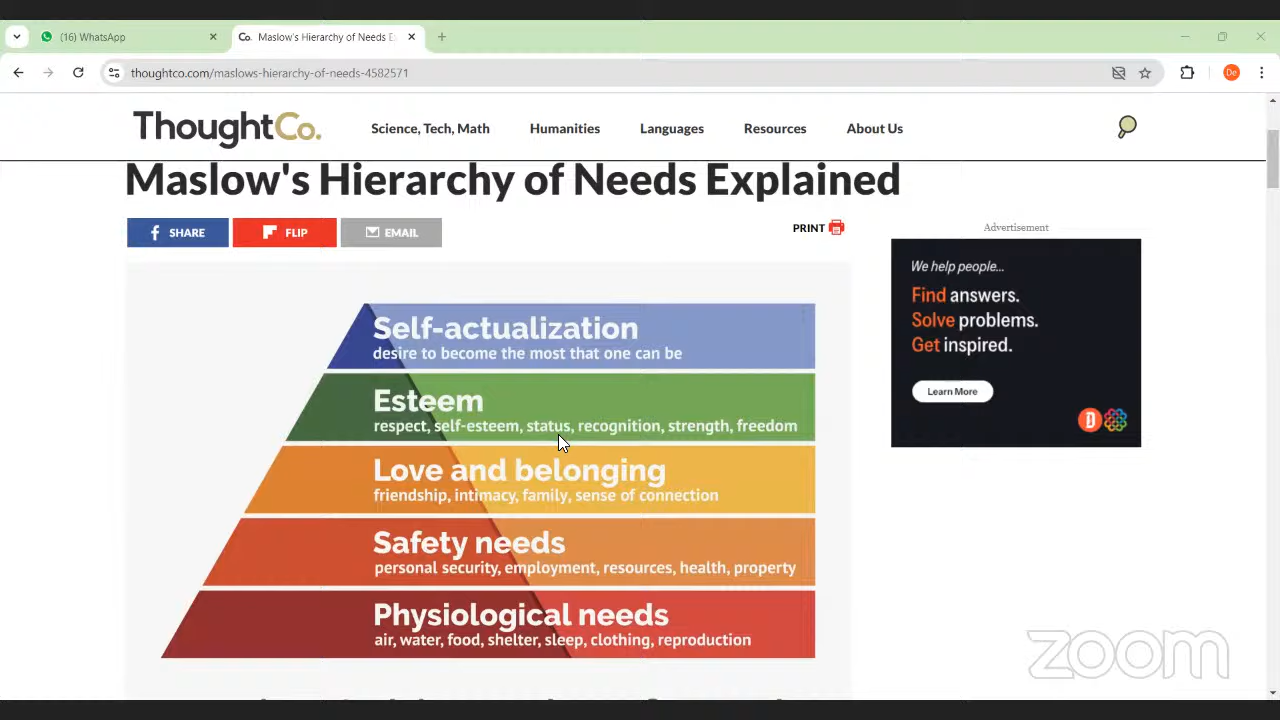 (16) WhatsApp
Co. Maslow's Hierarchy of Needs E
thoughtco.com/maslows-hierarchy-of-needs-4582571
De
ThoughtCo.
Science, Tech, Math
Humanities
Languages
Resources
About Us
Maslow's Hierarchy of Needs Explained
SHARE
FLIP
EMAIL
PRINT
Advertisement
We help people...
Find answers.
Solve problems.
Get inspired.
Learn More
D
Self-actualization
desire to become the most that one can be
Esteem
respect, self-esteem, status, recognition, strength, freedom
Love and belonging
friendship, intimacy, family, sense of connection
Safety needs
personal security, employment, resources, health, property
Physiological needs
air, water, food, shelter, sleep, clothing, reproduction
zoom